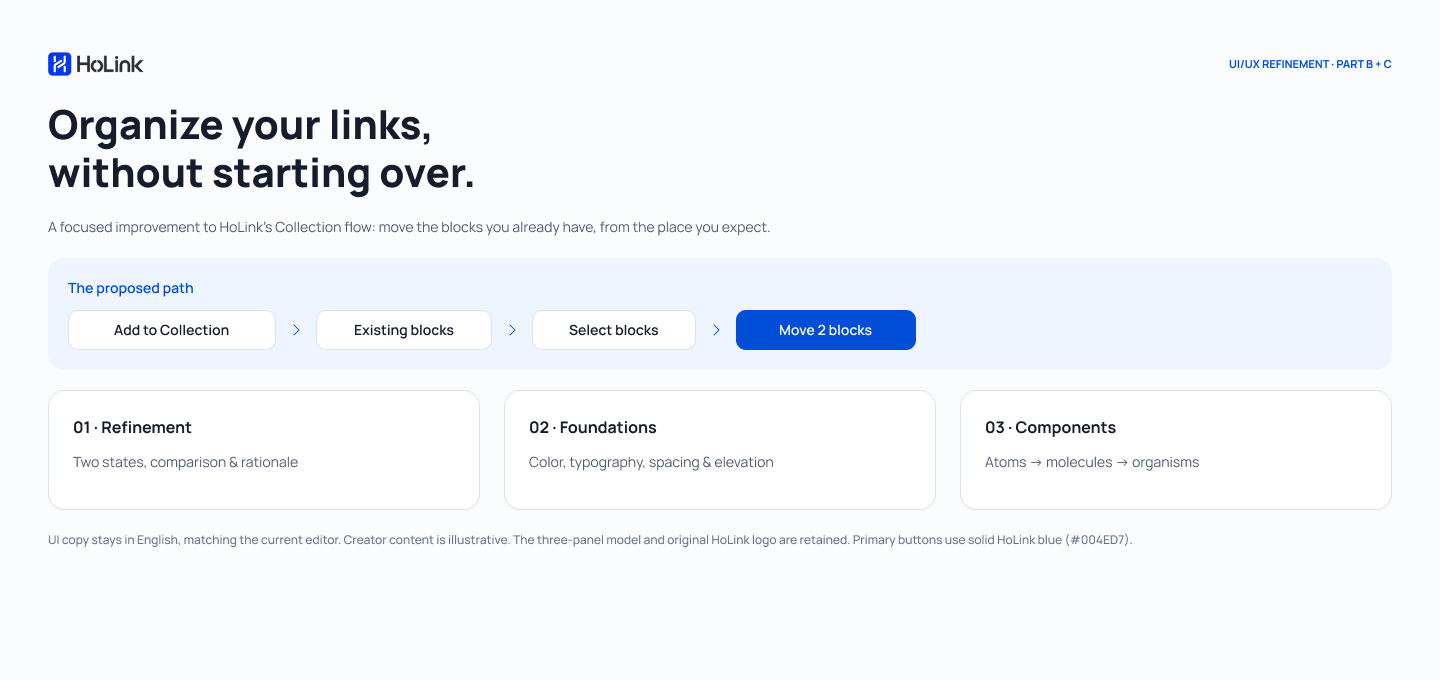 HoLink
UI/UX REFINEMENT · PART B + C
Organize your links,
without starting over.
A focused improvement to HoLink's Collection flow: move the blocks you already have, from the place you expect.
The proposed path
Add to Collection
Existing blocks
Select blocks
Move 2 blocks
01 · Refinement
Two states, comparison & rationale
02 · Foundations
Color, typography, spacing & elevation
03 · Components
Atoms → molecules → organisms
UI copy stays in English, matching the current editor. Creator content is illustrative. The three-panel model and original HoLink logo are retained. Primary buttons use solid HoLink blue (#004ED7).